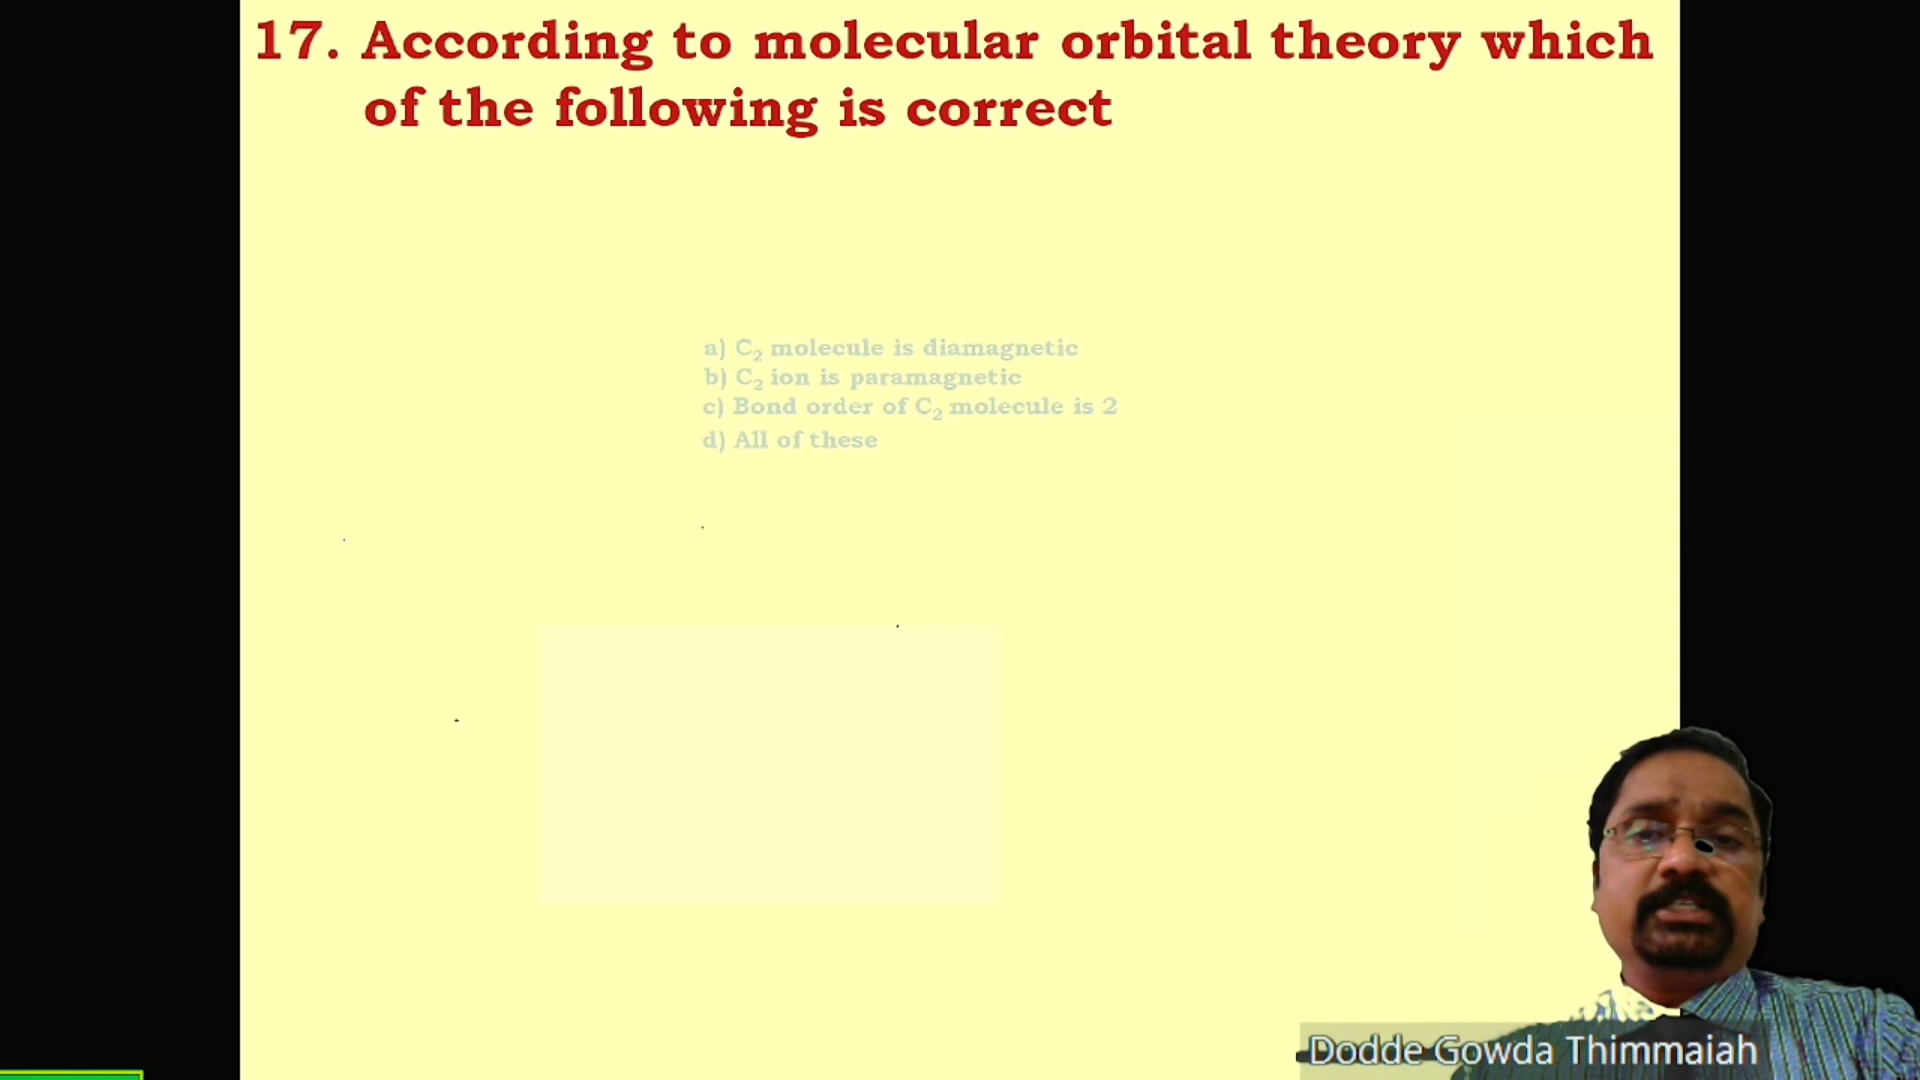 17. According to molecular orbital theory which
of the following is correct
a) C₂ molecule is diamagnetic
b) C₂ ion is paramagnetic
c) Bond order of C₂ molecule is 2
d) All of these
Dodde Gowda Thimmaiah